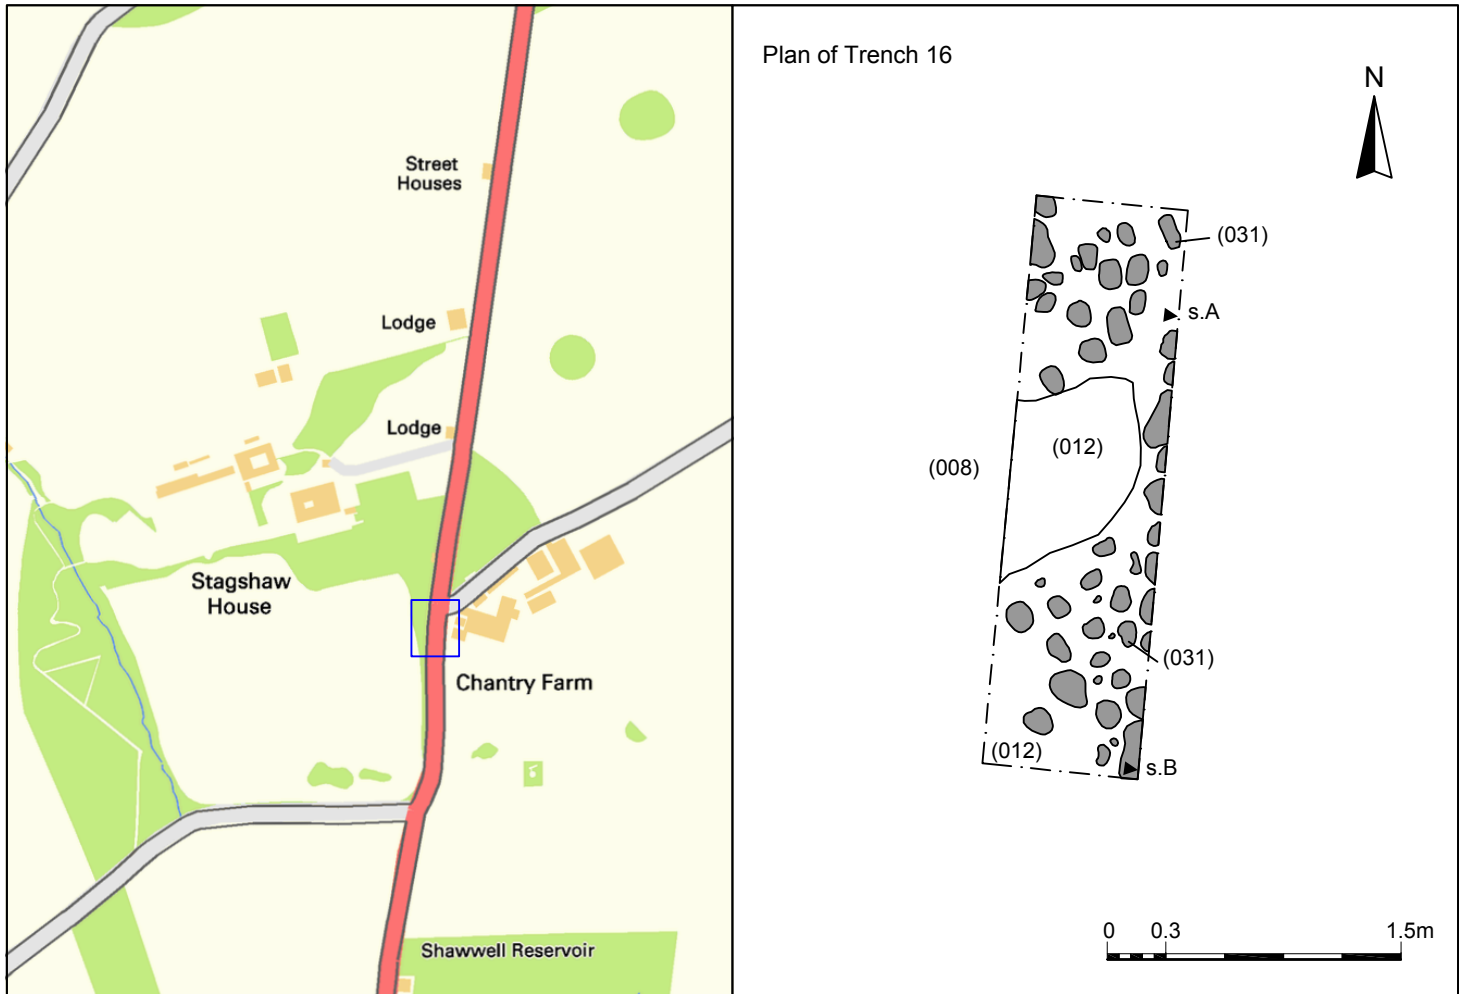 Street
Houses
Lodge
Lodge
Stagshaw
House
Chantry Farm
Shawwell Reservoir
Plan of Trench 16
N
(031)
s.A
(012)
(008)
(031)
(012)
s.B
0 0.3 1.5m